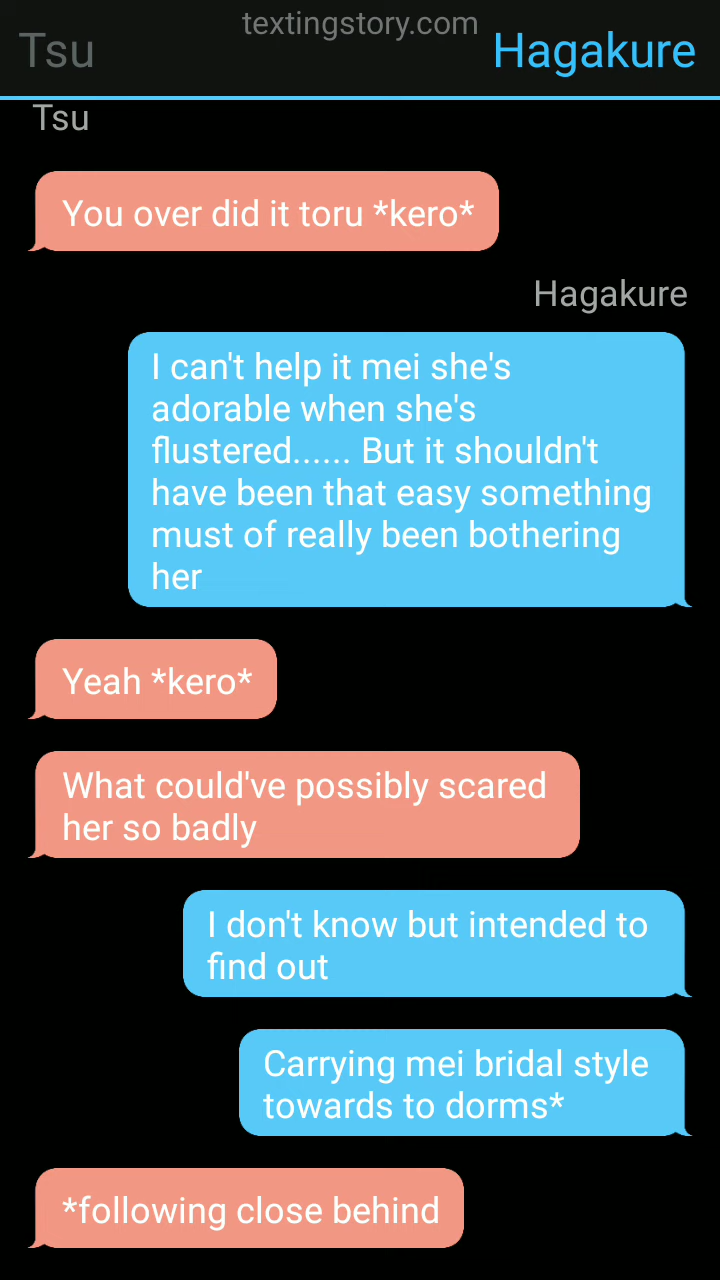 textingstory.com
Tsu Hagakure
Tsu
You over did it toru *kero*
Hagakure
I can't help it mei she's
adorable when she's
flustered...... But it shouldn't
have been that easy something
must of really been bothering
her
Yeah *kero*
What could've possibly scared
her so badly
I don't know but intended to
find out
Carrying mei bridal style
towards to dorms*
*following close behind